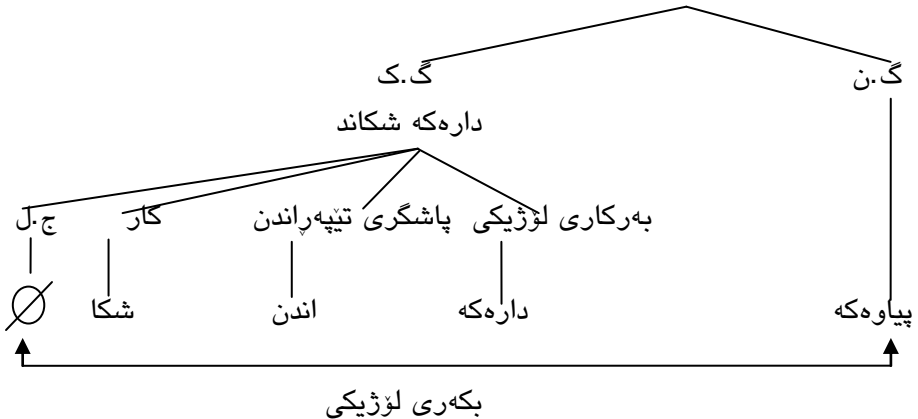 گ.ن گ.ک
دارەکە شکاند
بەرکاری لۆژیکی پاشگری تێپەڕاندن کار ج.ل
پیاوەکە دارەکە اندن شکا ∅
بکەری لۆژیکی